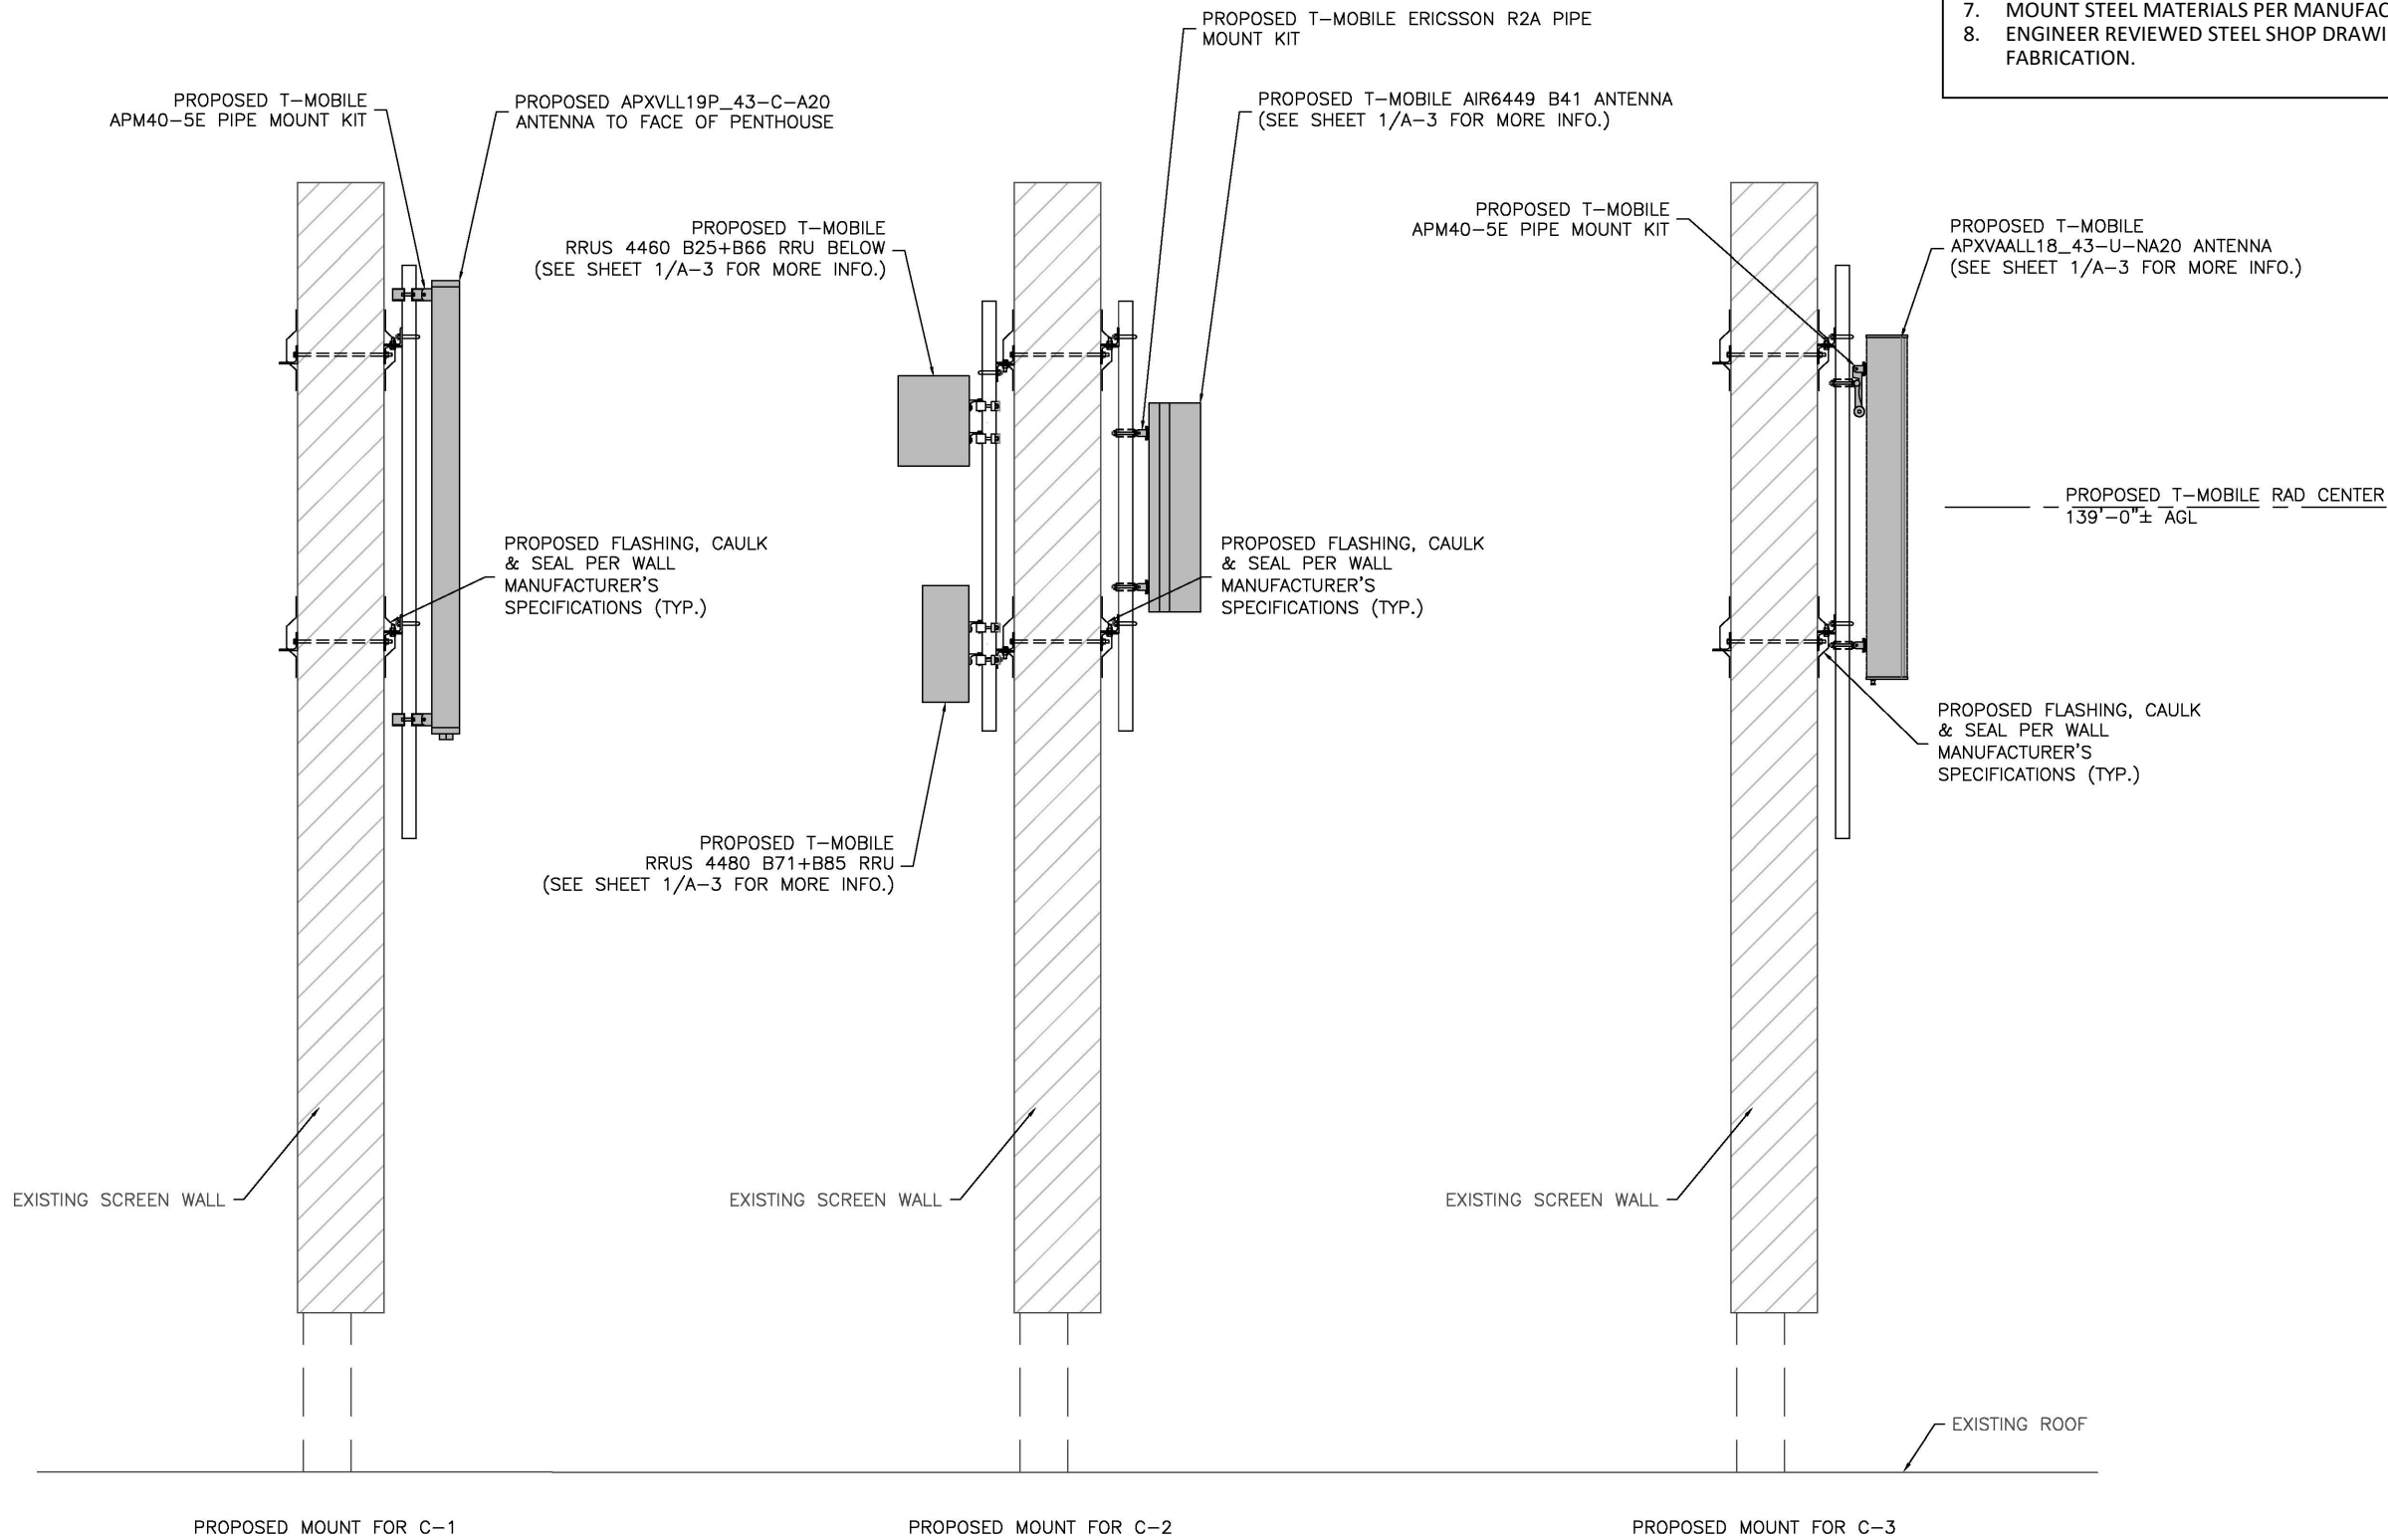 7. MOUNT STEEL MATERIALS PER
8. ENGINEER REVIEWED STEEL SHOP
FABRICATION.
PROPOSED T-MOBILE ERICSSON R2A PIPE
MOUNT KIT
PROPOSED T-MOBILE
APM40-5E PIPE MOUNT KIT
PROPOSED APXVLL19P_43-C-A20
ANTENNA TO FACE OF PENTHOUSE
PROPOSED T-MOBILE AIR6449 B41 ANTENNA
(SEE SHEET 1/A-3 FOR MORE INFO.)
PROPOSED T-MOBILE
RRUS 4460 B25+B66 RRU BELOW
(SEE SHEET 1/A-3 FOR MORE INFO.)
PROPOSED T-MOBILE
APM40-5E PIPE MOUNT KIT
PROPOSED T-MOBILE
APXVAALL18_43-U-NA20 ANTENNA
(SEE SHEET 1/A-3 FOR MORE INFO.)
PROPOSED T-MOBILE RAD CENTER
139'-0"± AGL
PROPOSED FLASHING, CAULK
& SEAL PER WALL
MANUFACTURER'S
SPECIFICATIONS (TYP.)
PROPOSED FLASHING, CAULK
& SEAL PER WALL
MANUFACTURER'S
SPECIFICATIONS (TYP.)
PROPOSED FLASHING, CAULK
& SEAL PER WALL
MANUFACTURER'S
SPECIFICATIONS (TYP.)
PROPOSED T-MOBILE
RRUS 4480 B71+B85 RRU
(SEE SHEET 1/A-3 FOR MORE INFO.)
EXISTING SCREEN WALL
EXISTING SCREEN WALL
EXISTING SCREEN WALL
EXISTING ROOF
PROPOSED MOUNT FOR C-1
PROPOSED MOUNT FOR C-2
PROPOSED MOUNT FOR C-3